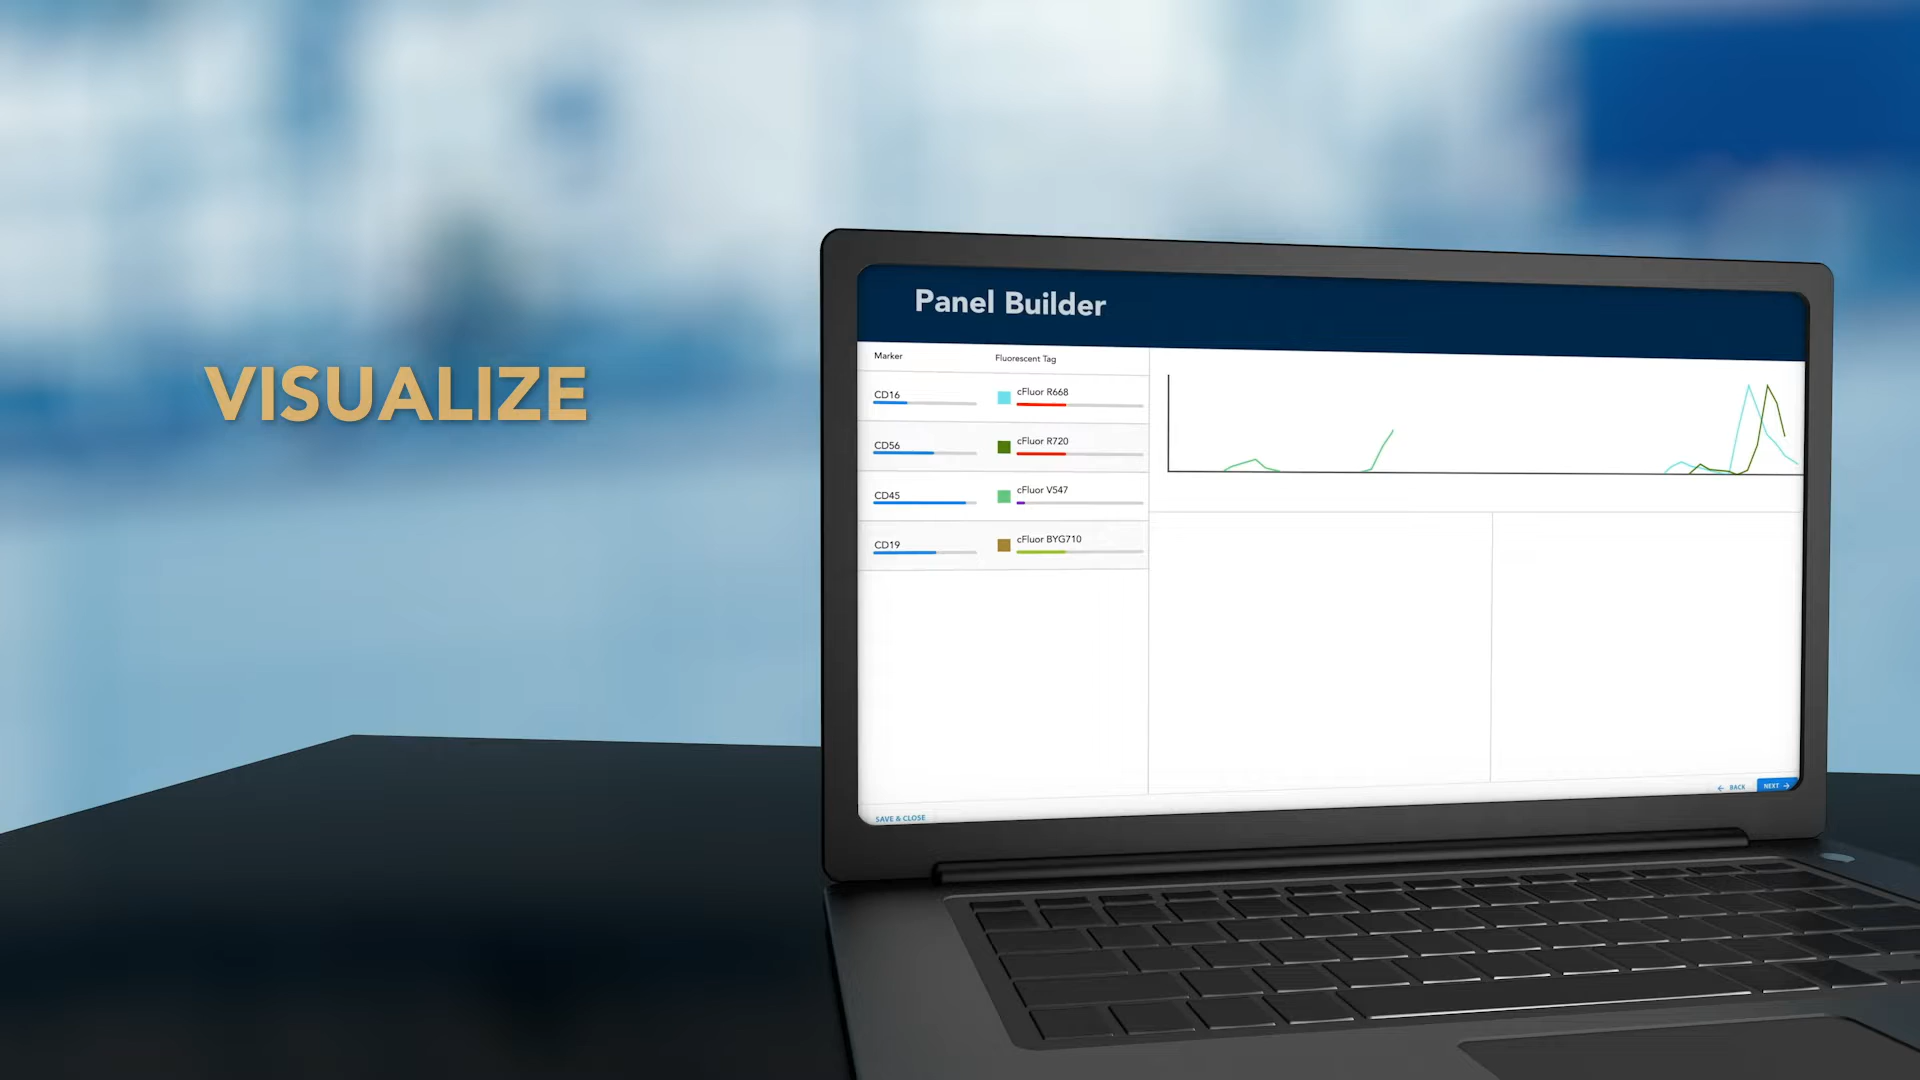 VISUALIZE
Panel Builder
Marker Fluorescent Tag
CD16 cFluor R668
CD56 cFluor R720
CD45 cFluor V547
CD19 cFluor BYG710
SAVE & CLOSE
BACK NEXT